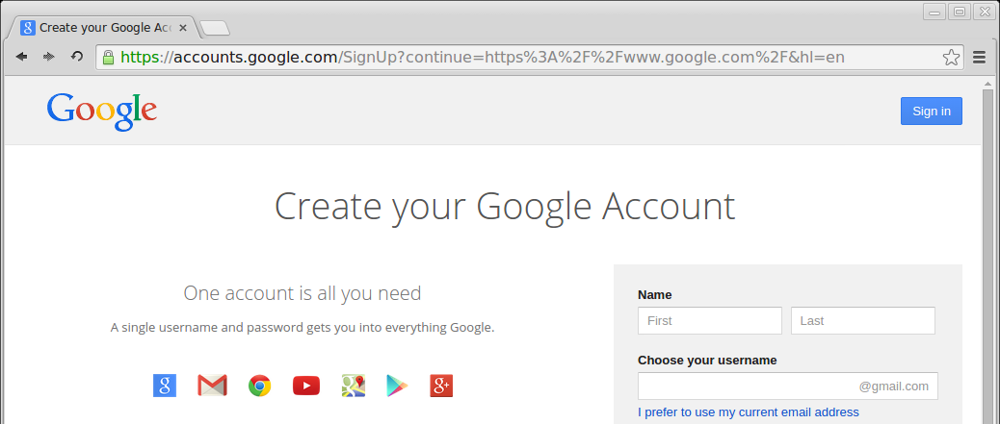 Create your Google Acc
https://accounts.google.com/SignUp?continue=https%3A%2F%2Fwww.google.com%2F&hl=en
Google
Sign in
Create your Google Account
One account is all you need
A single username and password gets you into everything Google.
Name
First Last
Choose your username
@gmail.com
I prefer to use my current email address